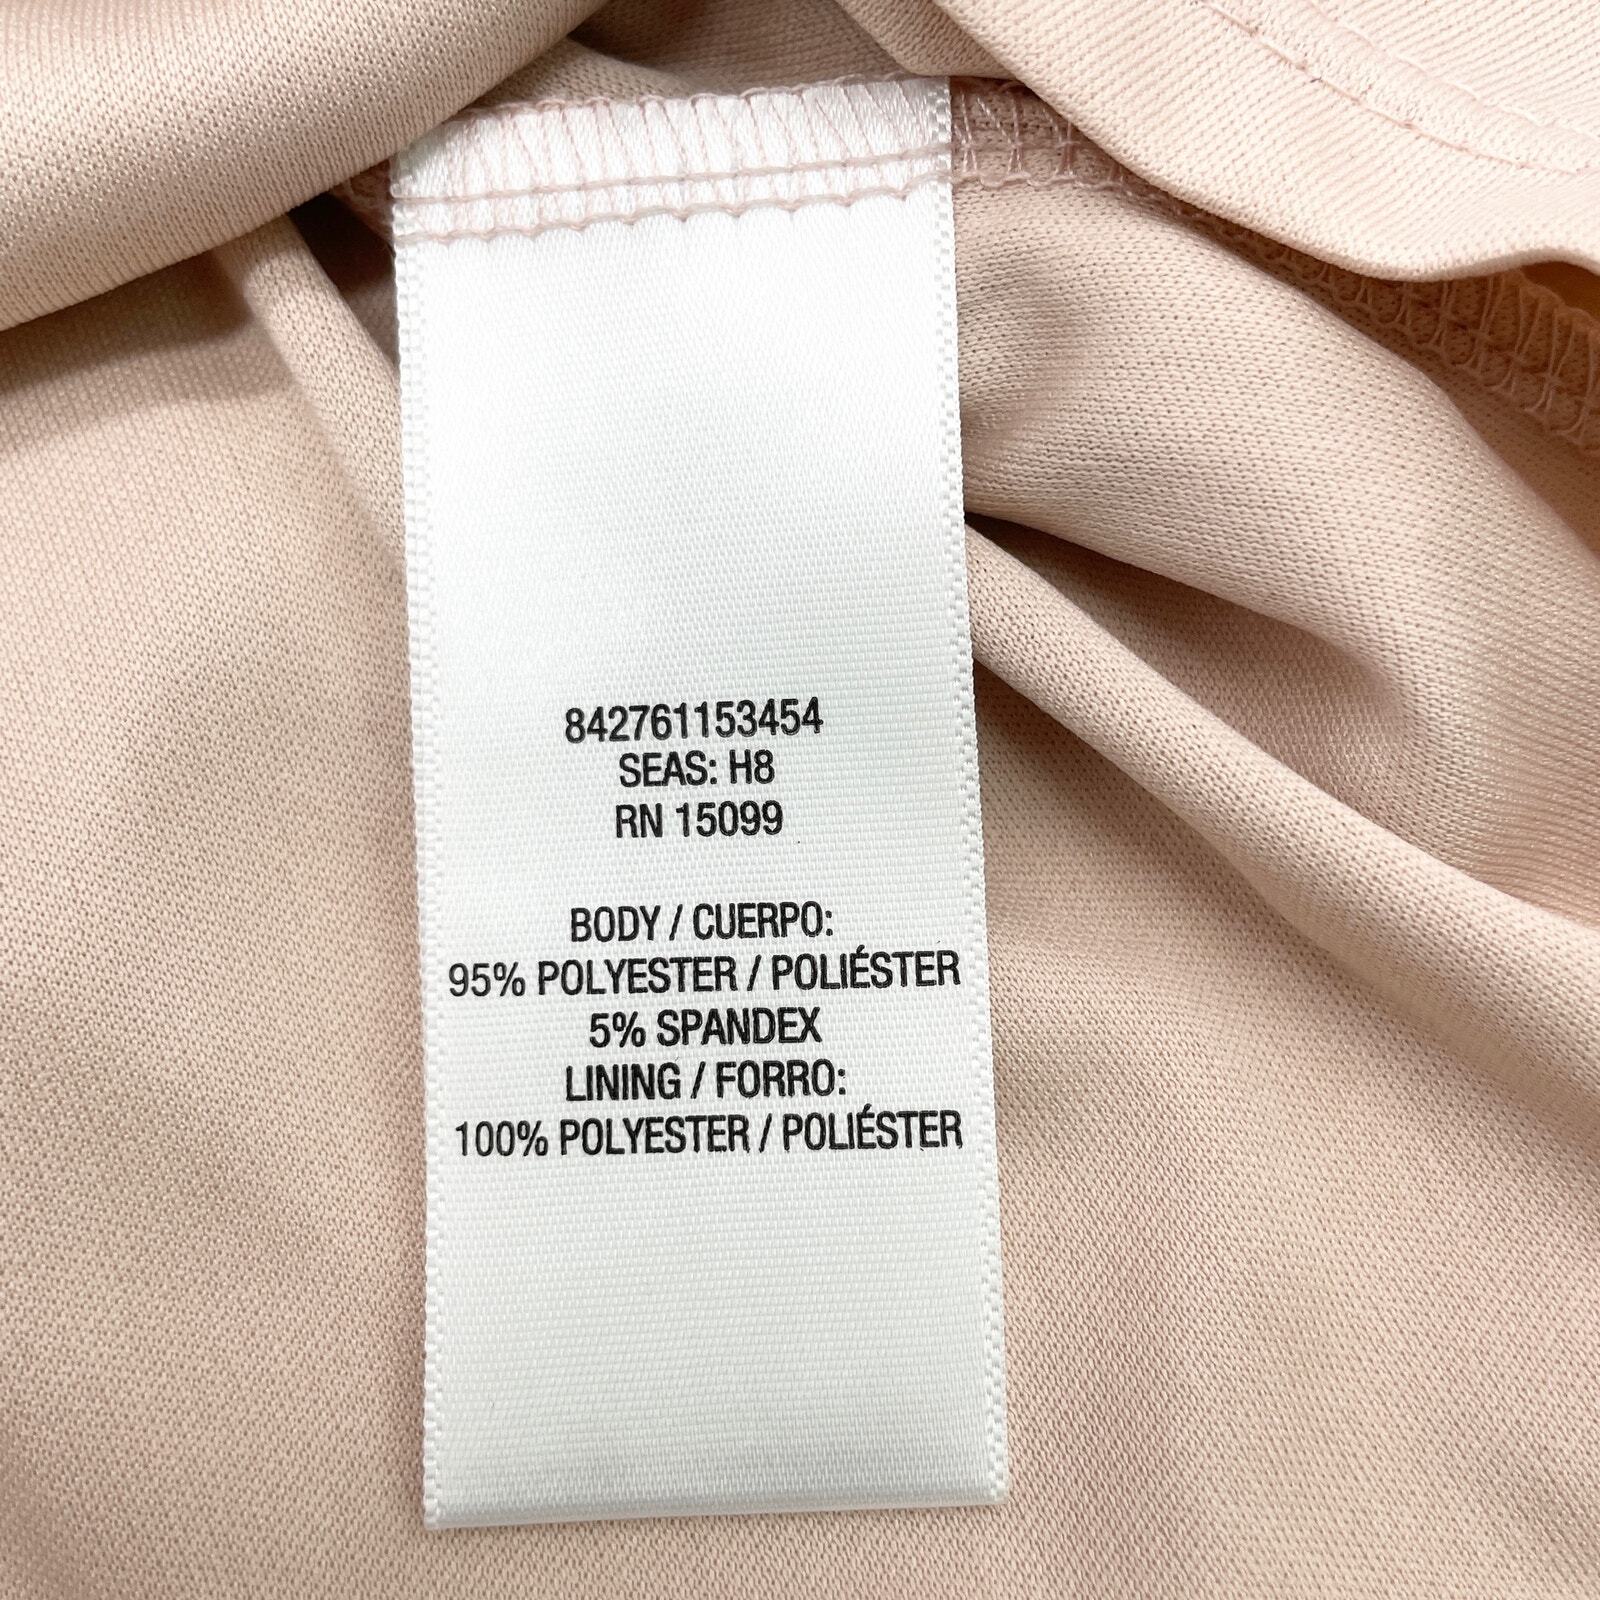 842761153454
SEAS: H8
RN 15099
BODY / CUERPO:
95% POLYESTER / POLIÉSTER
5% SPANDEX
LINING / FORRO:
100% POLYESTER / POLIÉSTER